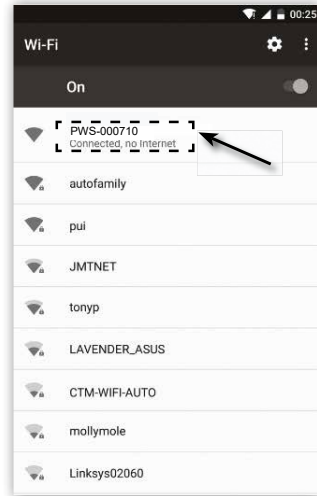 00:25
Wi-Fi
On
PWS-000710
Connected, no Internet
autofamily
pui
JMTNET
tonyp
LAVENDER_ASUS
CTM-WIFI-AUTO
mollymole
Linksys02060